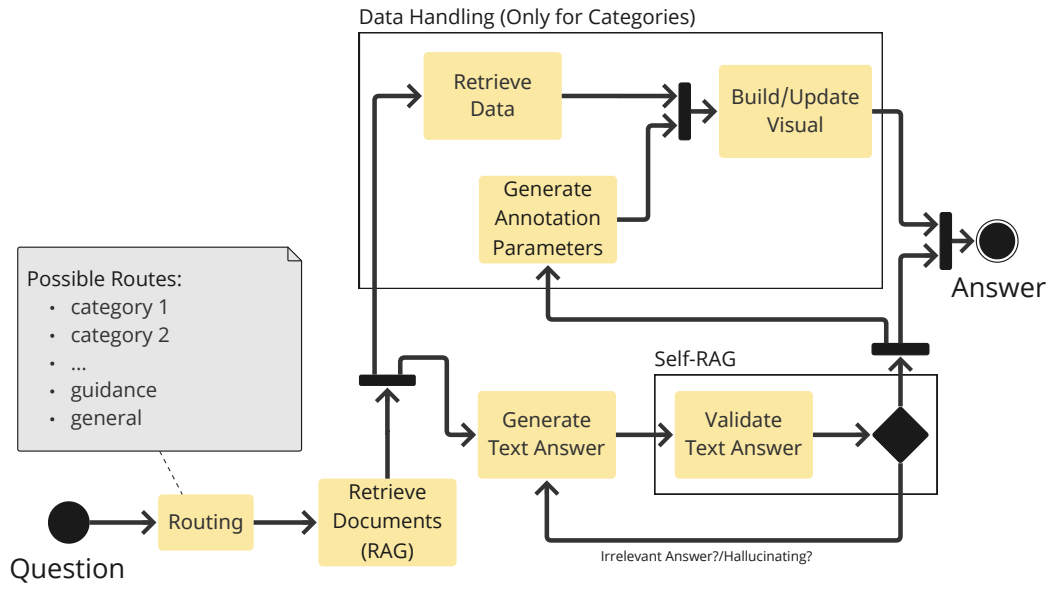 Data Handling (Only for Categories)
Retrieve
Data
Build/Update
Visual
Generate
Annotation
Parameters
Answer
Possible Routes:
• category 1
• category 2
• ...
• guidance
• general
Self-RAG
Generate
Text Answer
Validate
Text Answer
Retrieve
Documents
(RAG)
Routing
Question
Irrelevant Answer?/Hallucinating?